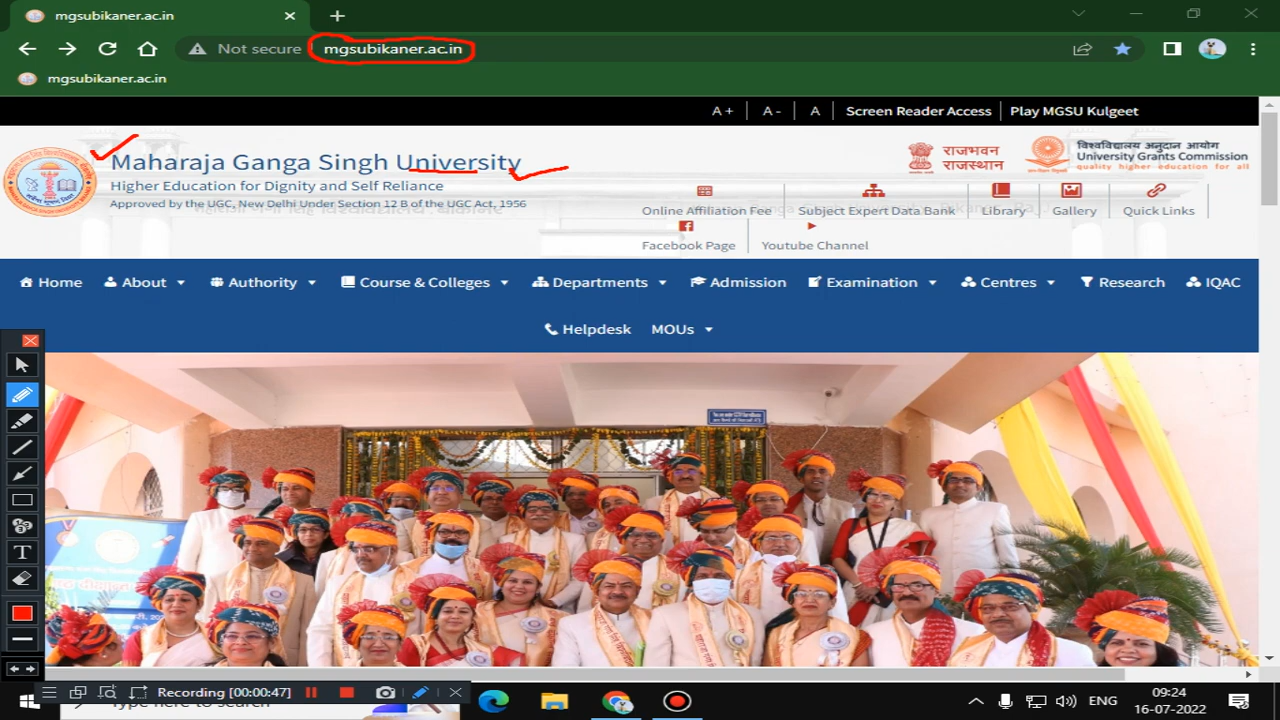 mgsubikaner.ac.in
Not secure mgsubikaner.ac.in
mgsubikaner.ac.in
A + A - A Screen Reader Access Play MGSU Kulgeet
Maharaja Ganga Singh University
Higher Education for Dignity and Self Reliance
Approved by the UGC, New Delhi Under Section 12 B of the UGC Act, 1956
राजभवन
राजस्थान
विश्वविद्यालय अनुदान आयोग
University Grants Commission
quality higher education for all
Online Affiliation Fee Subject Expert Data Bank Library Gallery Quick Links
Facebook Page Youtube Channel
Home About Authority Course & Colleges Departments Admission Examination Centres Research IQAC
Helpdesk MOUs
T
Recording [00:00:47]
Type here to search
ENG
09:24
16-07-2022